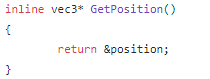 inline vec3* GetPosition()
{
        return &position;
}